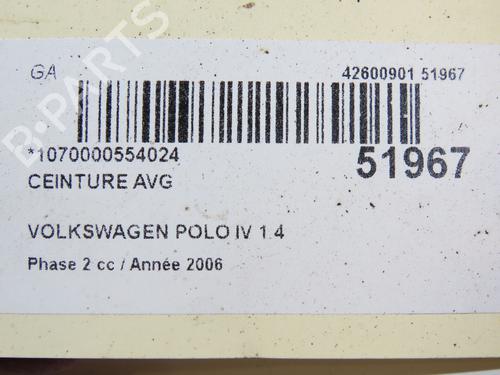 GA 42600901 51967
*1070000554024 51967
CEINTURE AVG
VOLKSWAGEN POLO IV 1.4
Phase 2 cc / Année 2006
B-PARTS